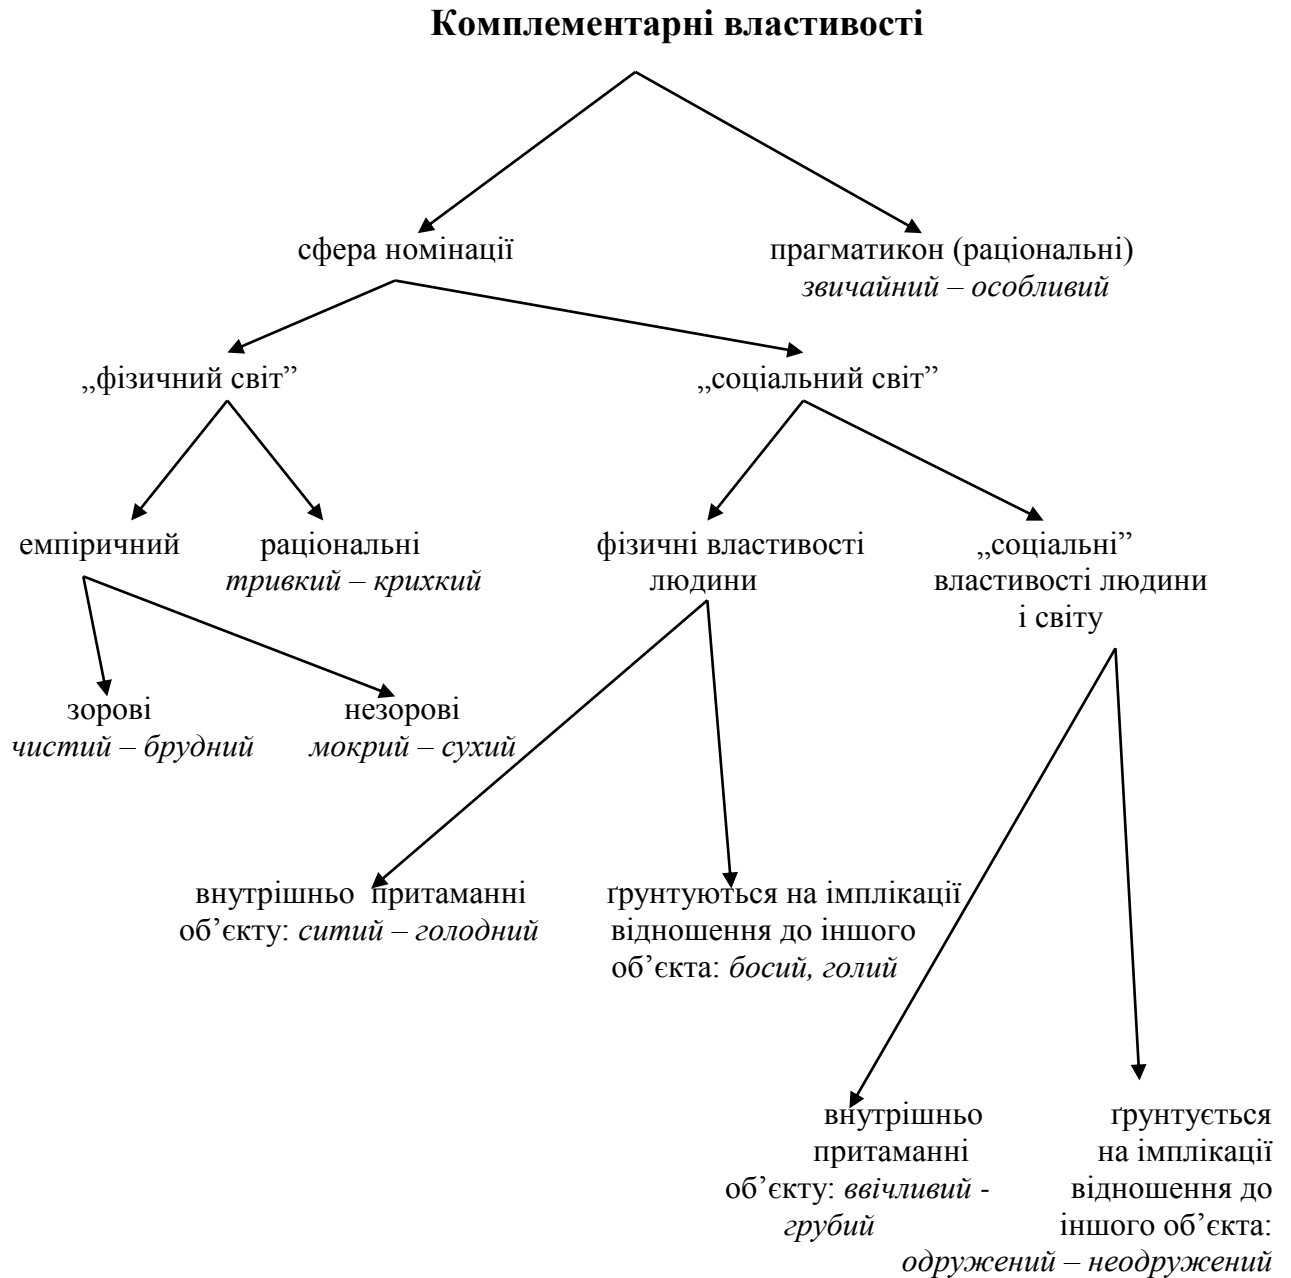 Комплементарні властивості
сфера номінації
прагматикон (раціональні)
звичайний – особливий
„фізичний світ”
„соціальний світ”
емпіричний
раціональні
тривкий – крихкий
фізичні властивості
людини
„соціальні”
властивості людини
і світу
зорові
чистий – брудний
незорові
мокрий – сухий
внутрішньо притаманні
об’єкту: ситий – голодний
ґрунтуються на імплікації
відношення до іншого
об’єкта: босий, голий
внутрішньо
притаманні
об’єкту: ввічливий -
грубий
ґрунтується
на імплікації
відношення до
іншого об’єкта:
одружений – неодружений